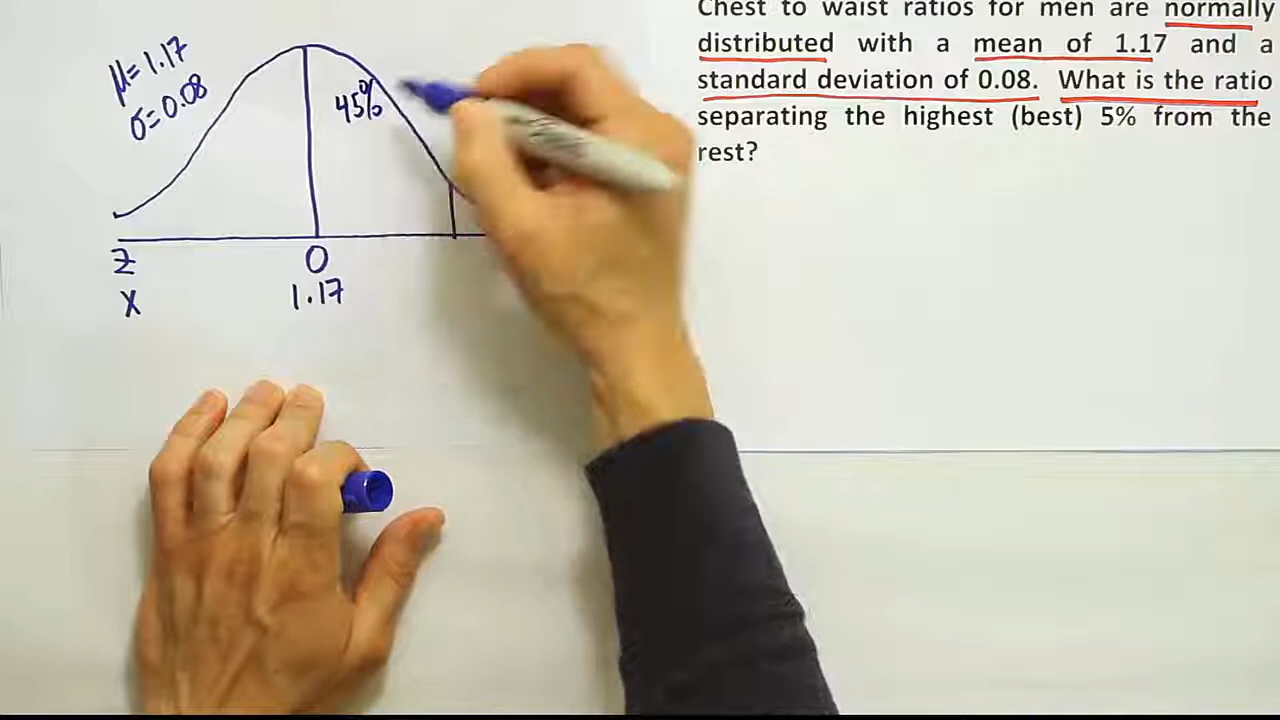 Chest to waist ratios for men are normally
distributed with a mean of 1.17 and a
standard deviation of 0.08. What is the ratio
separating the highest (best) 5% from the
rest?
μ= 1.17
σ= 0.08
45%
Z 0
X 1.17